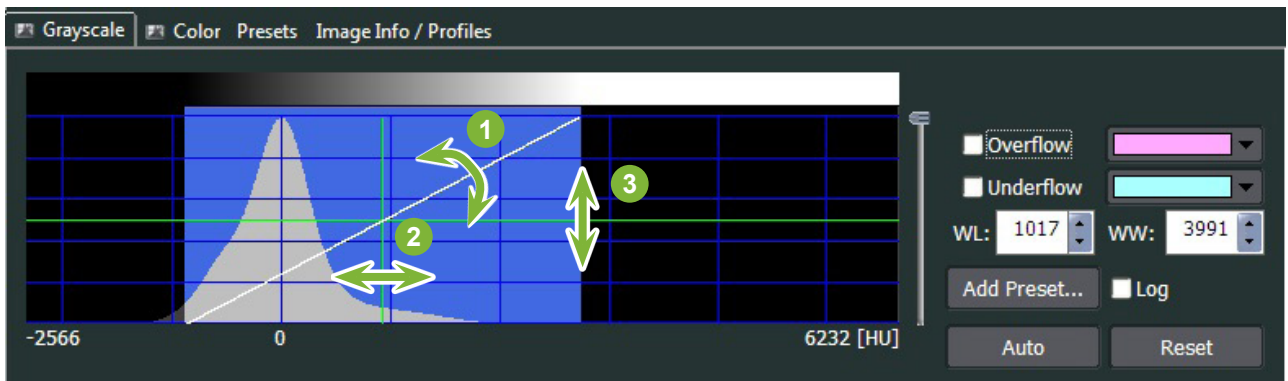 Grayscale Color Presets Image Info / Profiles
1
3
2
-2566 0 6232 [HU]
Overflow
Underflow
WL: 1017 WW: 3991
Add Preset... Log
Auto Reset